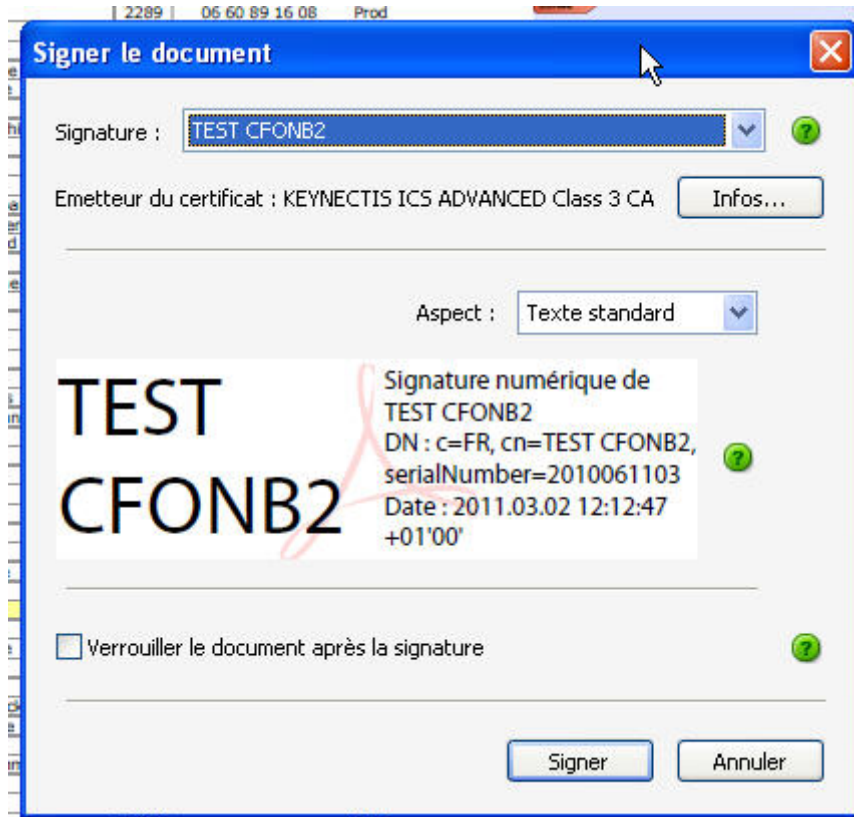 2289 | 06 60 89 16 08 Prod
Signer le document
Signature : TEST CFONB2
Emetteur du certificat : KEYNECTIS ICS ADVANCED Class 3 CA Infos...
Aspect : Texte standard
TEST
CFONB2
Signature numérique de
TEST CFONB2
DN : c=FR, cn=TEST CFONB2,
serialNumber=2010061103
Date : 2011.03.02 12:12:47
+01'00'
Verrouiller le document après la signature
Signer Annuler